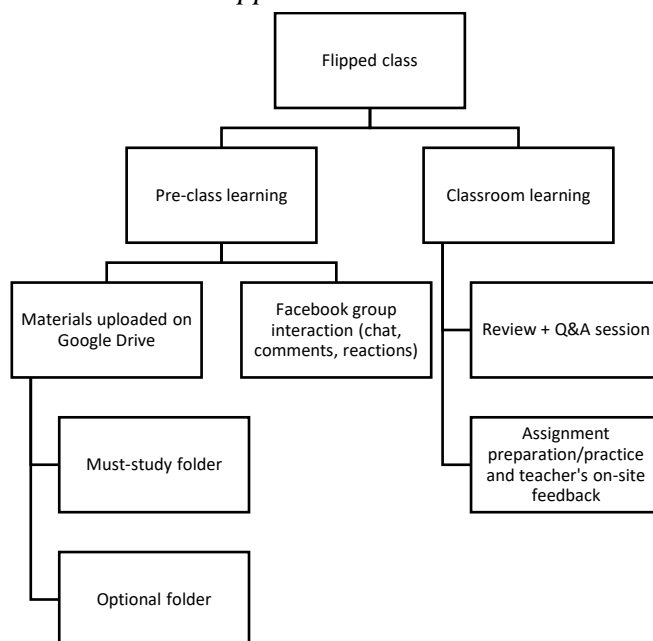 Flipped class
Pre-class learning
Classroom learning
Materials uploaded on
Google Drive
Facebook group
interaction (chat,
comments, reactions)
Review + Q&A session
Must-study folder
Assignment
preparation/practice
and teacher's on-site
feedback
Optional folder